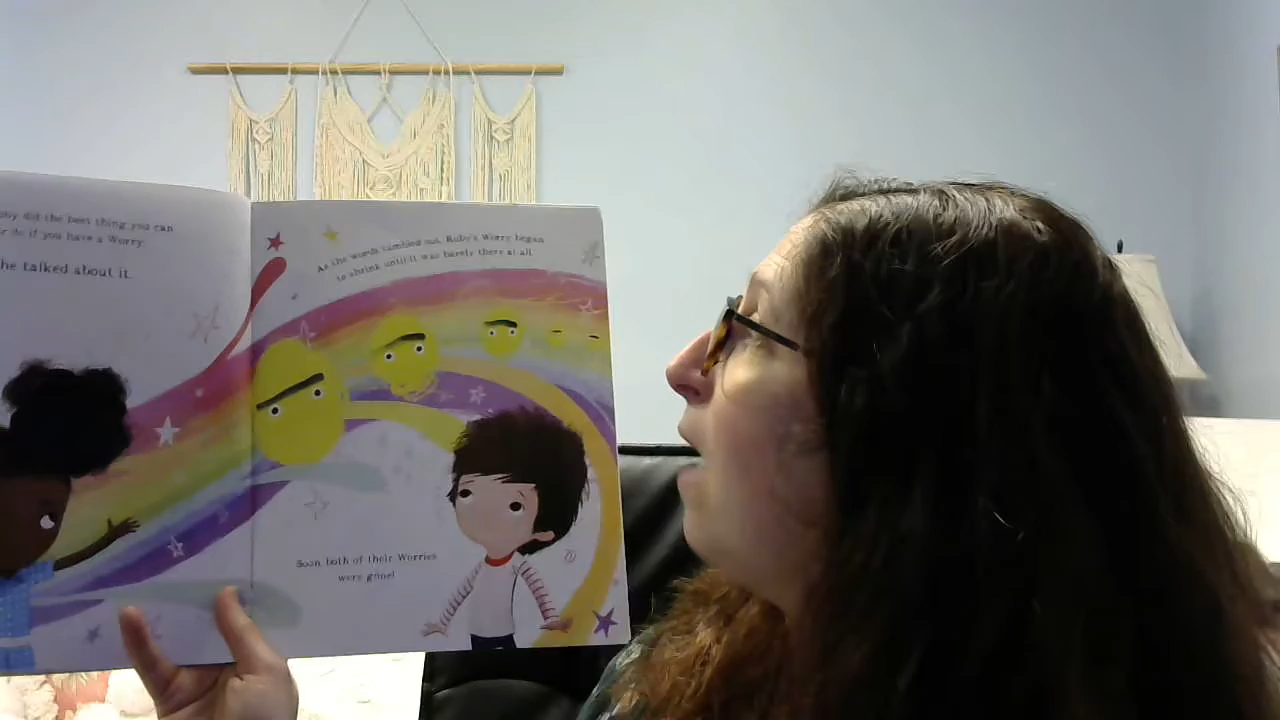 did the best thing you can
do if you have a Worry.
he talked about it.
As the words tumbled out, Ruby's Worry began
to shrink until it was barely there at all.
Soon both of their Worries
were gone!